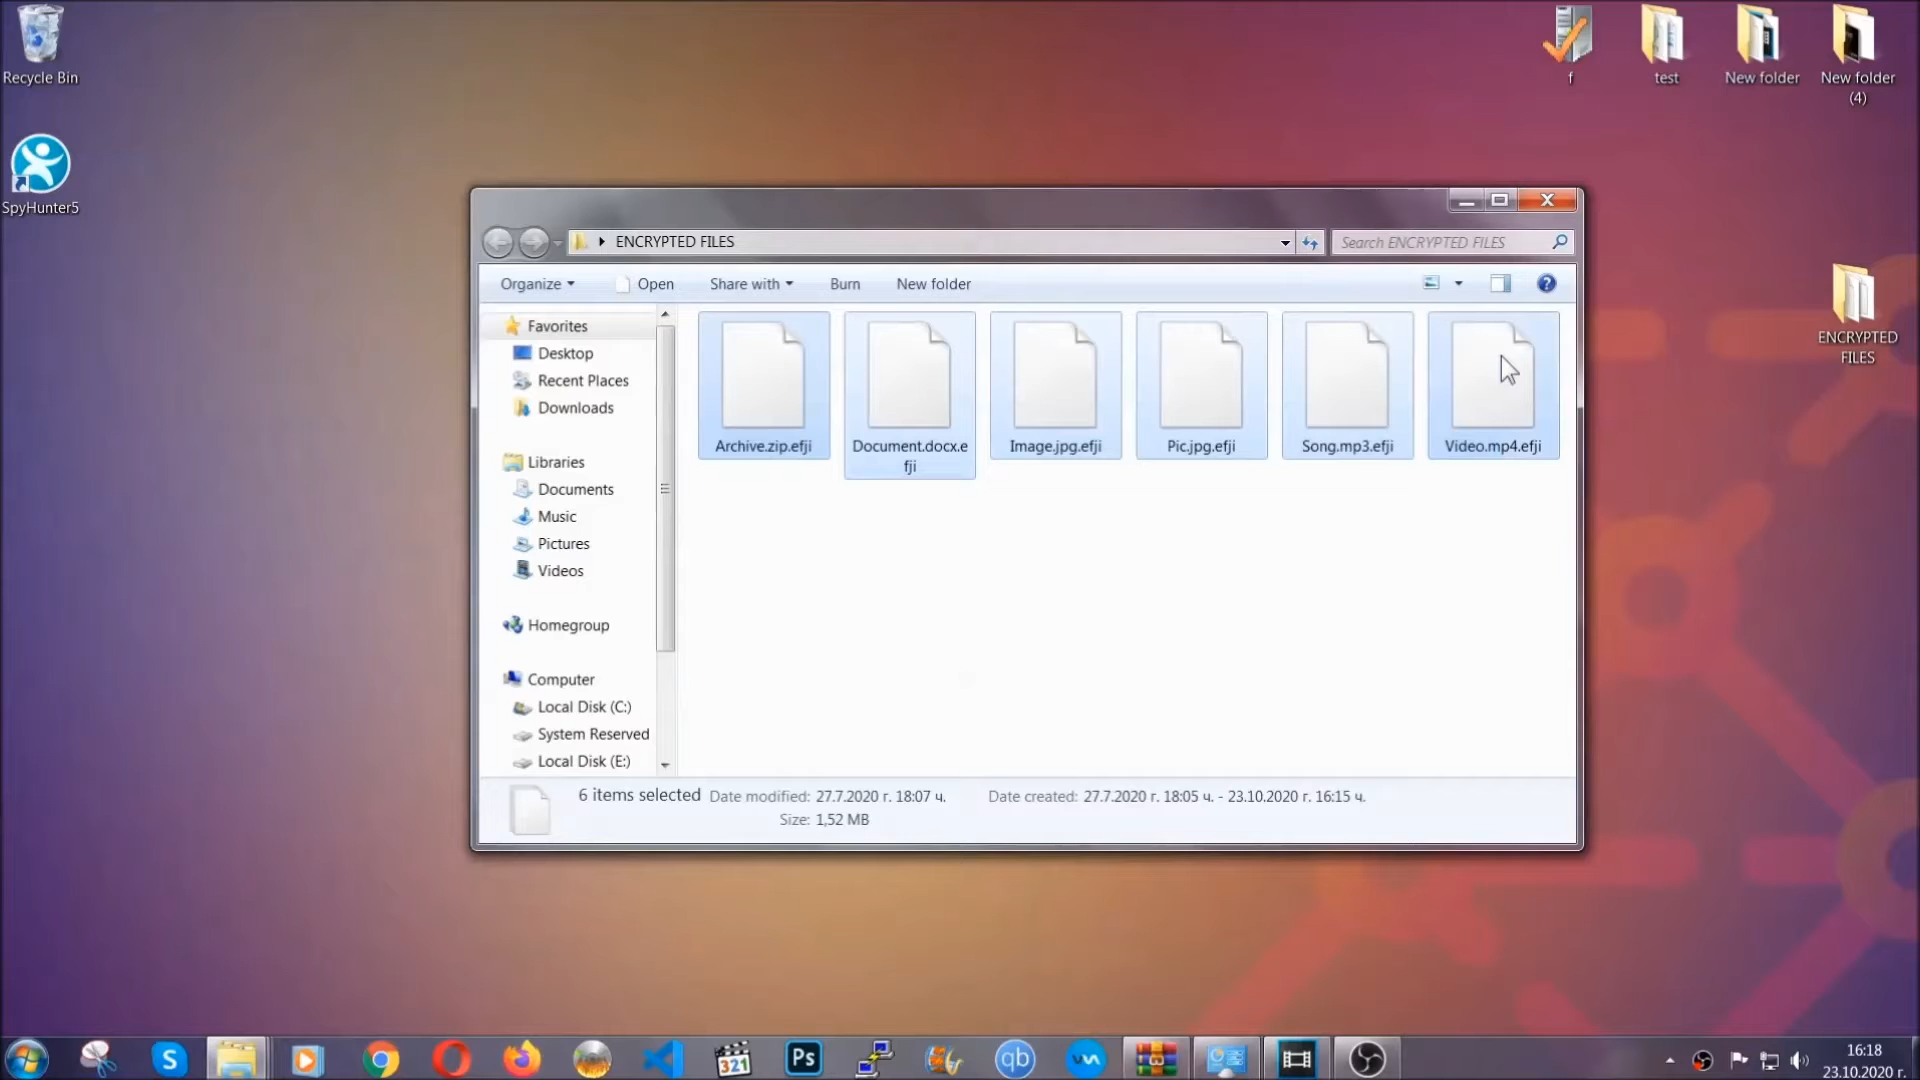 Recycle Bin
SpyHunter5
f
test
New folder
New folder
(4)
ENCRYPTED
FILES
ENCRYPTED FILES
Search ENCRYPTED FILES
Organize
Open
Share with
Burn
New folder
Favorites
Desktop
Recent Places
Downloads
Libraries
Documents
Music
Pictures
Videos
Homegroup
Computer
Local Disk (C:)
System Reserved
Local Disk (E:)
Archive.zip.efji
Document.docx.e
fji
Image.jpg.efji
Pic.jpg.efji
Song.mp3.efji
Video.mp4.efji
6 items selected
Date modified: 27.7.2020 г. 18:07 ч.
Date created: 27.7.2020 г. 18:05 ч. - 23.10.2020 г. 16:15 ч.
Size: 1,52 MB
S
321
Ps
qb
16:18
23.10.2020 г.